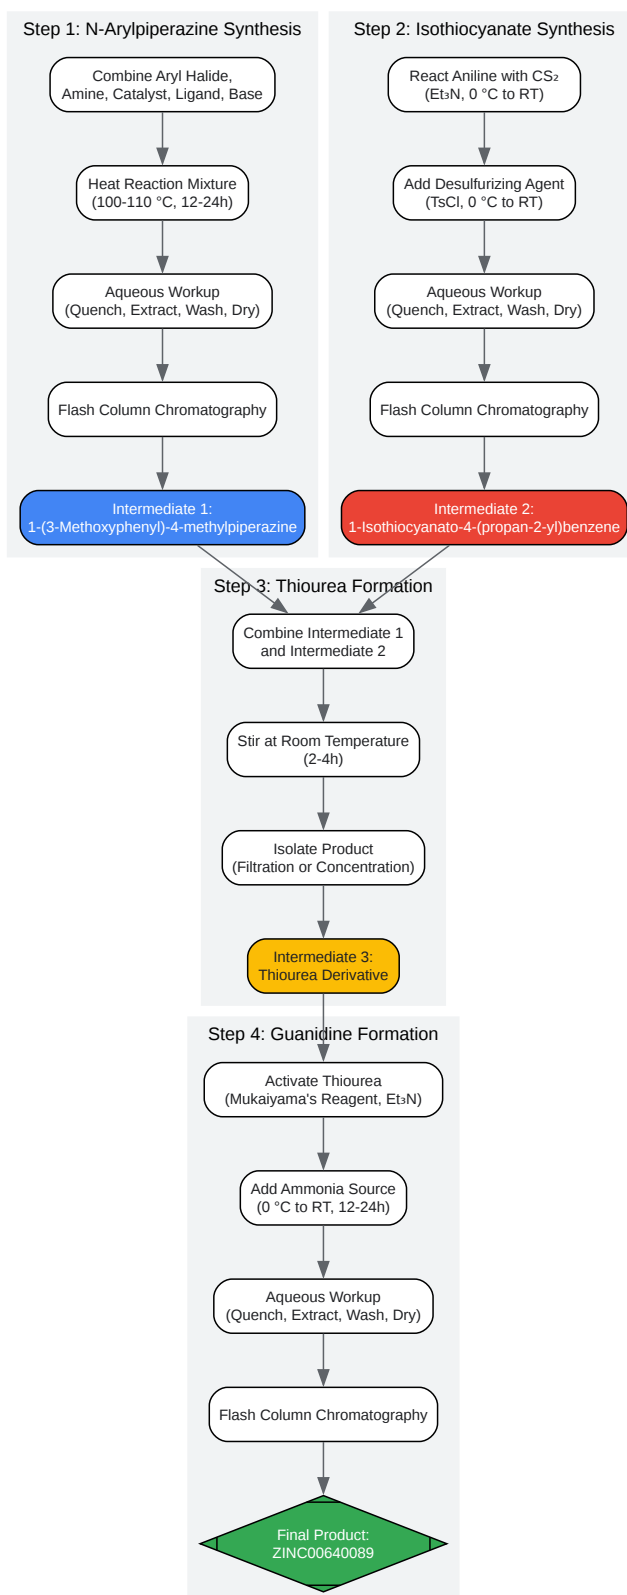 Step 1: N-Arylpiperazine Synthesis
Combine Aryl Halide,
Amine, Catalyst, Ligand, Base
Heat Reaction Mixture
(100-110 °C, 12-24h)
Aqueous Workup
(Quench, Extract, Wash, Dry)
Flash Column Chromatography
Intermediate 1:
1-(3-Methoxyphenyl)-4-methylpiperazine
Step 2: Isothiocyanate Synthesis
React Aniline with CS₂
(Et₃N, 0 °C to RT)
Add Desulfurizing Agent
(TsCl, 0 °C to RT)
Aqueous Workup
(Quench, Extract, Wash, Dry)
Flash Column Chromatography
Intermediate 2:
1-Isothiocyanato-4-(propan-2-yl)benzene
Step 3: Thiourea Formation
Combine Intermediate 1
and Intermediate 2
Stir at Room Temperature
(2-4h)
Isolate Product
(Filtration or Concentration)
Intermediate 3:
Thiourea Derivative
Step 4: Guanidine Formation
Activate Thiourea
(Mukaiyama's Reagent, Et₃N)
Add Ammonia Source
(0 °C to RT, 12-24h)
Aqueous Workup
(Quench, Extract, Wash, Dry)
Flash Column Chromatography
Final Product:
ZINC00640089